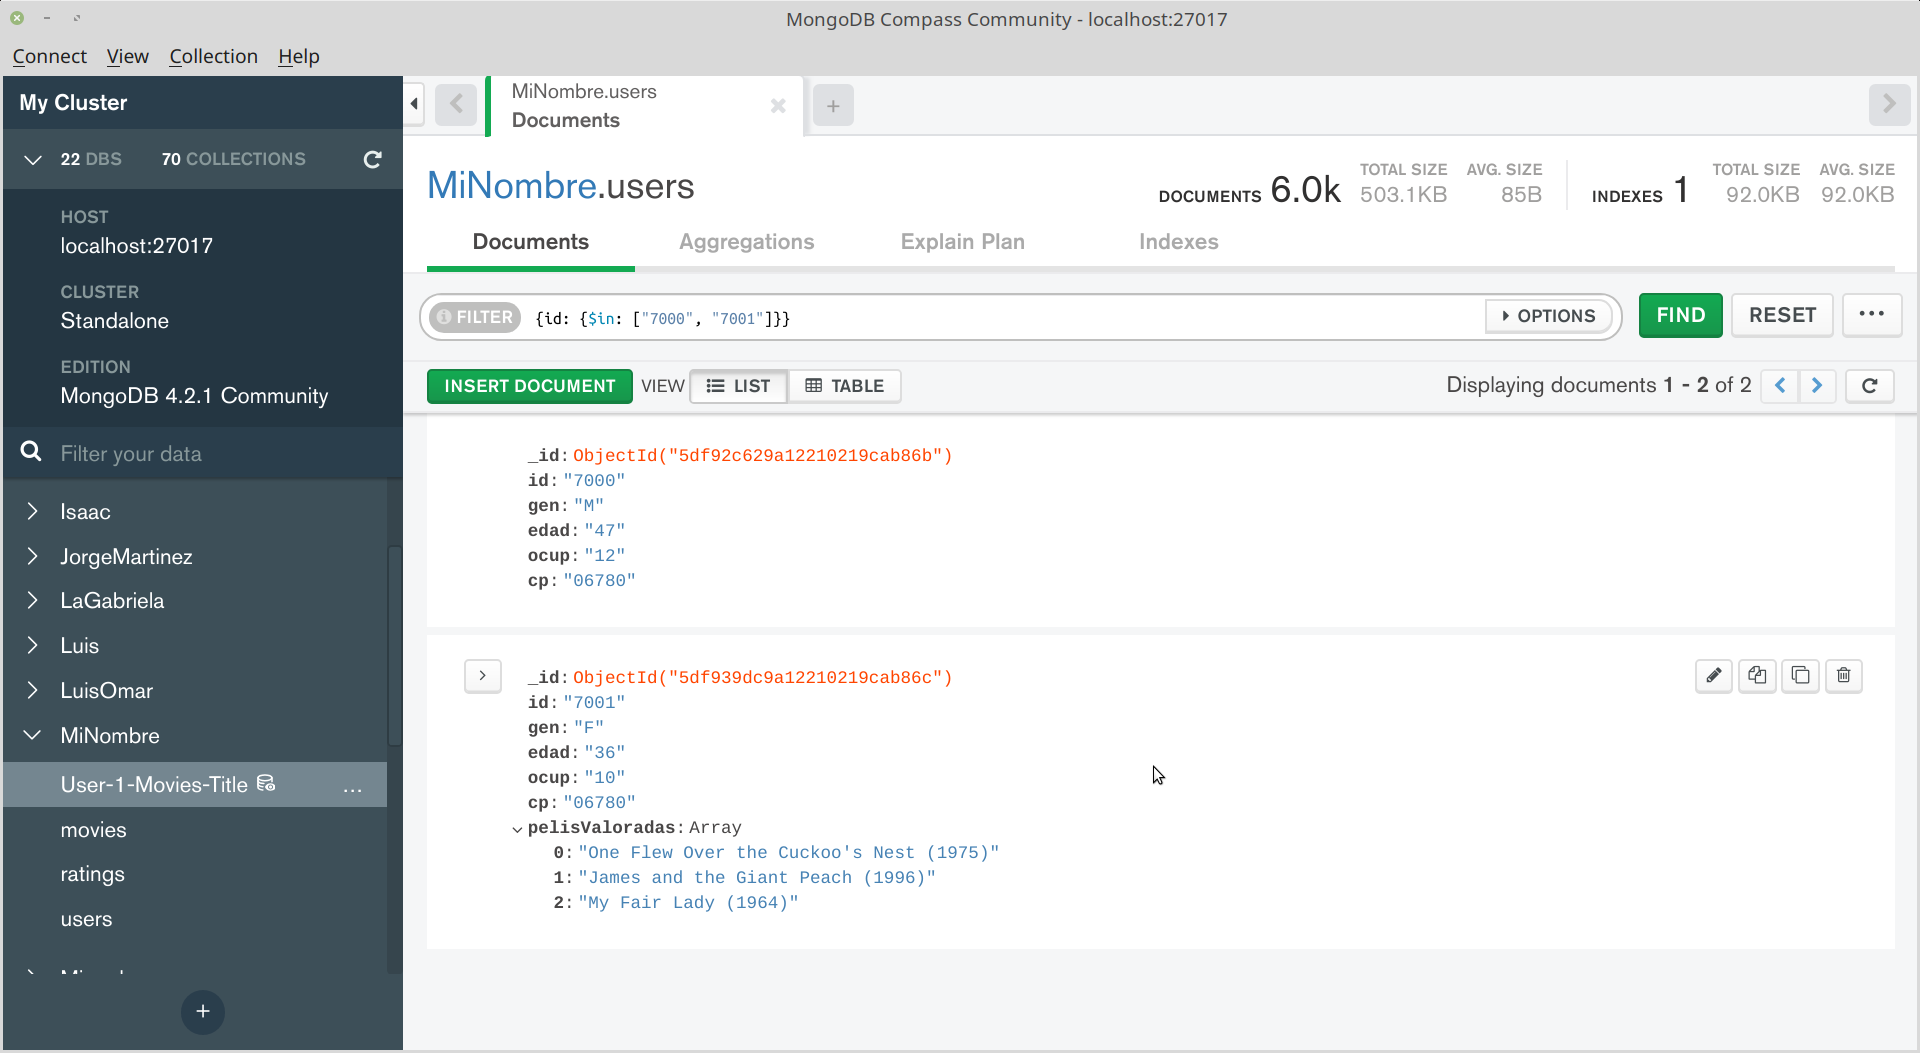 MongoDB Compass Community - localhost:27017
Connect View Collection Help
My Cluster
22 DBS 70 COLLECTIONS
HOST
localhost:27017
CLUSTER
Standalone
EDITION
MongoDB 4.2.1 Community
Filter your data
Isaac
JorgeMartinez
LaGabriela
Luis
LuisOmar
MiNombre
User-1-Movies-Title ...
movies
ratings
users
MiNombre.users
Documents
MiNombre.users
DOCUMENTS 6.0k TOTAL SIZE 503.1KB AVG. SIZE 85B INDEXES 1 TOTAL SIZE 92.0KB AVG. SIZE 92.0KB
Documents Aggregations Explain Plan Indexes
FILTER {id: {$in: ["7000", "7001"]}} OPTIONS FIND RESET ...
INSERT DOCUMENT VIEW LIST TABLE Displaying documents 1 - 2 of 2
_id: ObjectId("5df92c629a12210219cab86b")
id: "7000"
gen: "M"
edad: "47"
ocup: "12"
cp: "06780"
_id: ObjectId("5df939dc9a12210219cab86c")
id: "7001"
gen: "F"
edad: "36"
ocup: "10"
cp: "06780"
pelisValoradas: Array
0: "One Flew Over the Cuckoo's Nest (1975)"
1: "James and the Giant Peach (1996)"
2: "My Fair Lady (1964)"